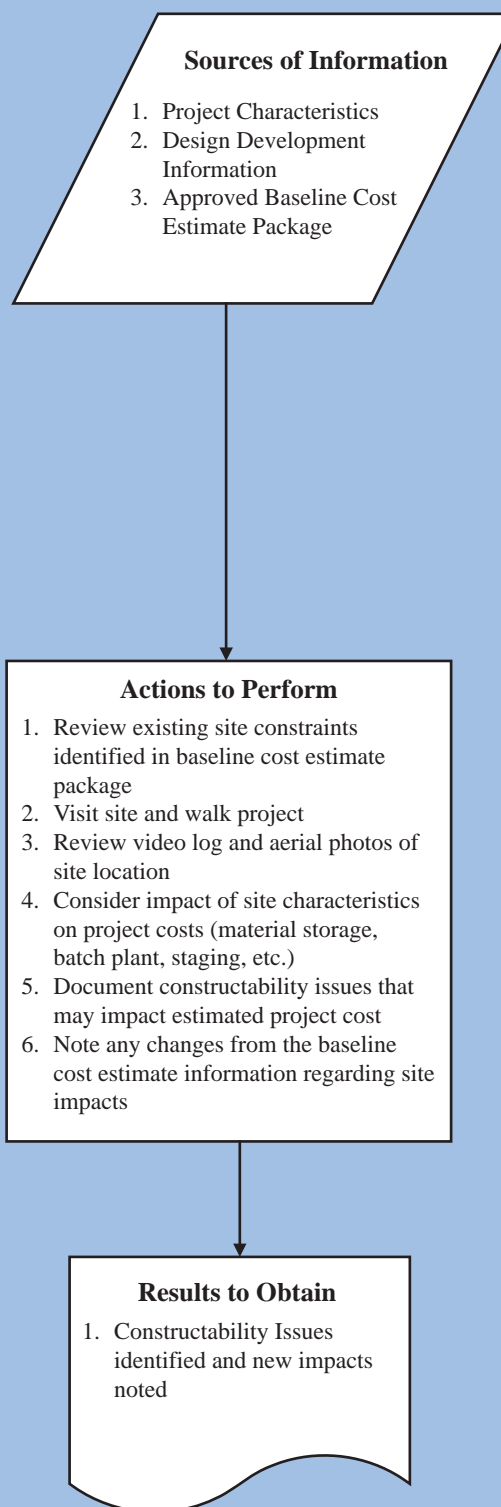 Sources of Information
1. Project Characteristics
2. Design Development
Information
3. Approved Baseline Cost
Estimate Package
Actions to Perform
1. Review existing site constraints
identified in baseline cost estimate
package
2. Visit site and walk project
3. Review video log and aerial photos of
site location
4. Consider impact of site characteristics
on project costs (material storage,
batch plant, staging, etc.)
5. Document constructability issues that
may impact estimated project cost
6. Note any changes from the baseline
cost estimate information regarding site
impacts
Results to Obtain
1. Constructability Issues
identified and new impacts
noted